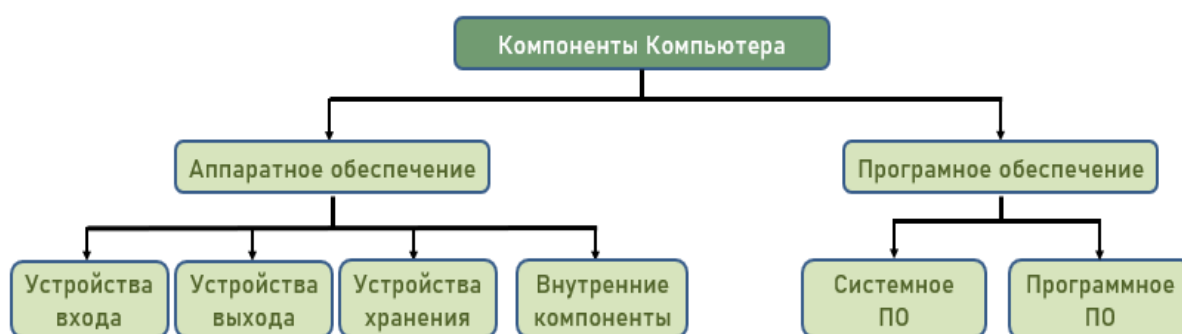 Компоненты Компьютера
Аппаратное обеспечение
Програмное обеспечение
Устройства
входа
Устройства
выхода
Устройства
хранения
Внутренние
компоненты
Системное
ПО
Программное
ПО